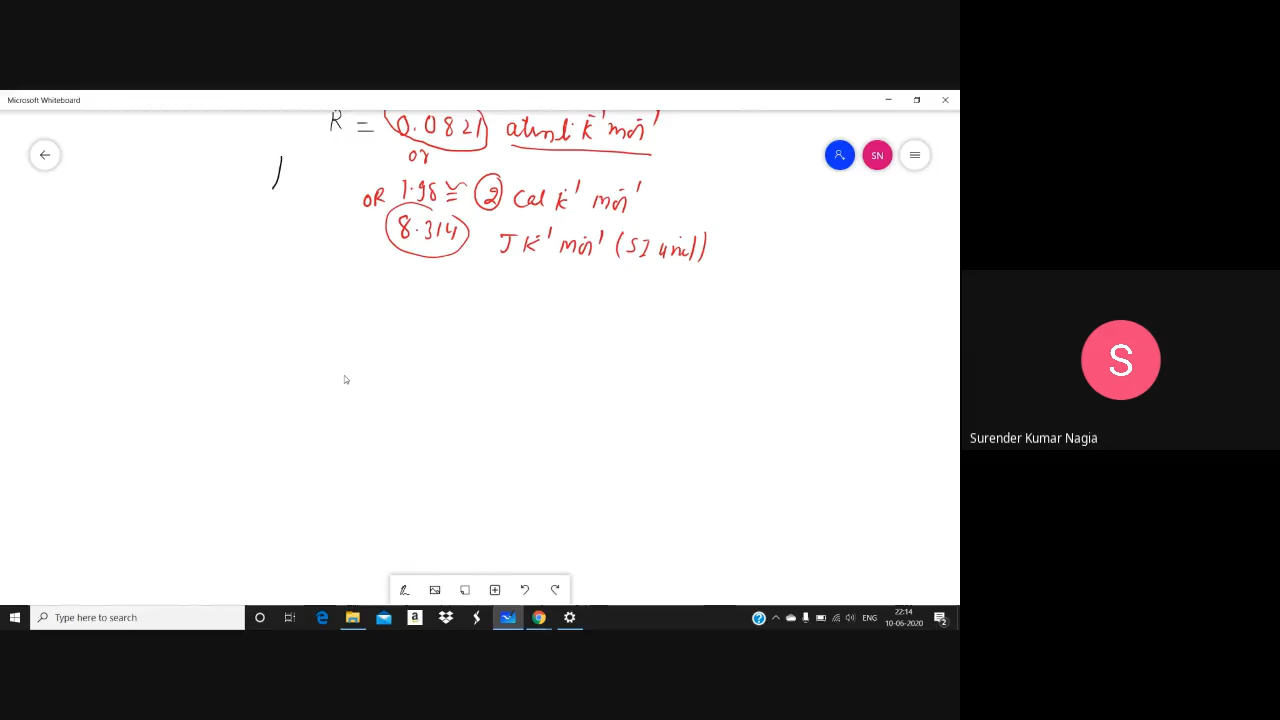 Microsoft Whiteboard
R = 0.0821 atm L K⁻¹ mol⁻¹
or
OR 1.98 ≅ 2 Cal K⁻¹ mol⁻¹
8.314 J K⁻¹ mol⁻¹ (SI unit)
SN
S
Surender Kumar Nagia
Type here to search
ENG
22:14
10-06-2020
2